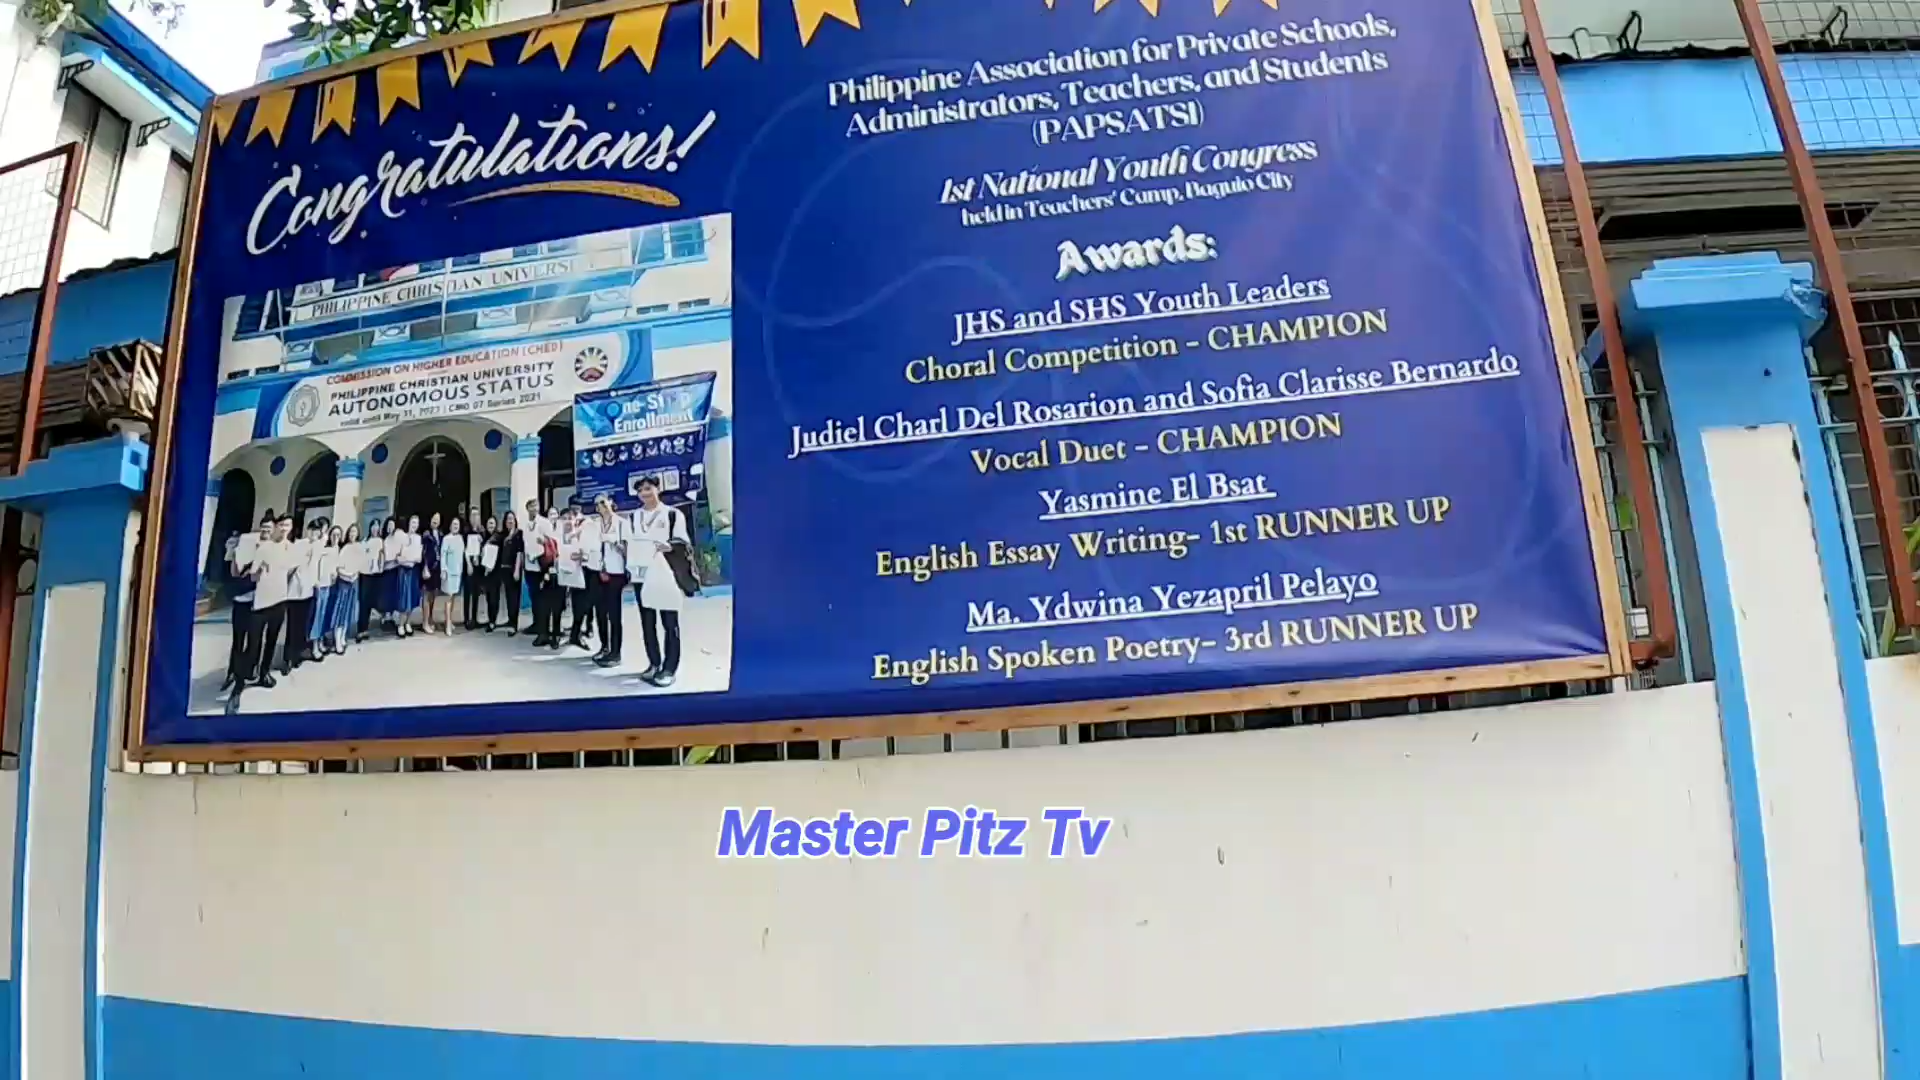 Congratulations!
PHILIPPINE CHRISTIAN UNIVERSI
COMMISSION ON HIGHER EDUCATION (CHED)
PHILIPPINE CHRISTIAN UNIVERSITY
AUTONOMOUS STATUS
One-Stop
Enrollment
Philippine Association for Private Schools,
Administrators, Teachers, and Students
(PAPSATSI)
1st National Youth Congress
held in Teachers' Camp, Baguio City
Awards:
JHS and SHS Youth Leaders
Choral Competition - CHAMPION
Judiel Charl Del Rosarion and Sofia Clarisse Bernardo
Vocal Duet - CHAMPION
Yasmine El Bsat
English Essay Writing- 1st RUNNER UP
Ma. Ydwina Yezapril Pelayo
English Spoken Poetry- 3rd RUNNER UP
Master Pitz Tv